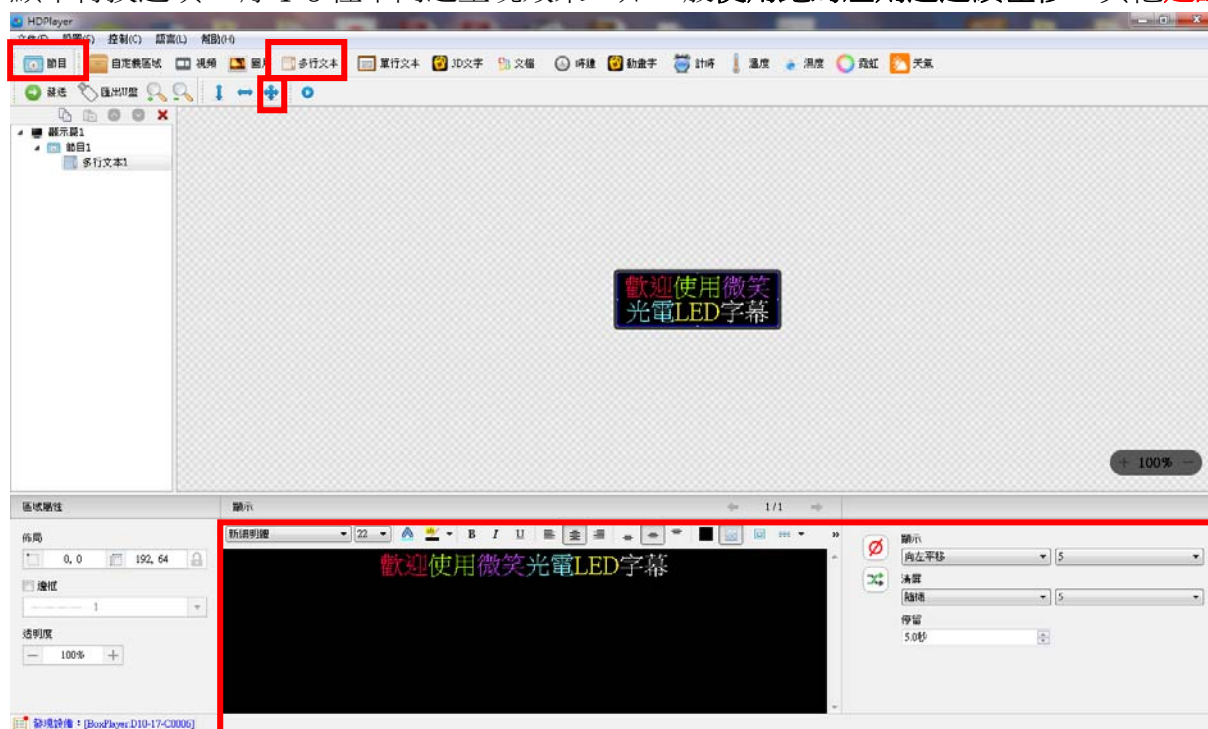 HDPlayer
控制(C) 語言(L) 幫助(H)
節目 自定義區域 視頻 圖片 多行文本 單行文本 3D文字 文檔 時鐘 動畫字 計時 溫度 濕度 霓虹 天氣
發送 匯出U盤
顯示屏1
節目1
多行文本1
歡迎使用微笑
光電LED字幕
+ 100% —
區域屬性 顯示 1/1
新細明體 22 B I U
佈局
0, 0 192, 64
邊框
1
透明度
— 100% +
歡迎使用微笑光電LED字幕
顯示
向左平移 5
清屏
隨機 5
停留
5.0秒
發現設備：[BoxPlayer:D10-17-C0006]